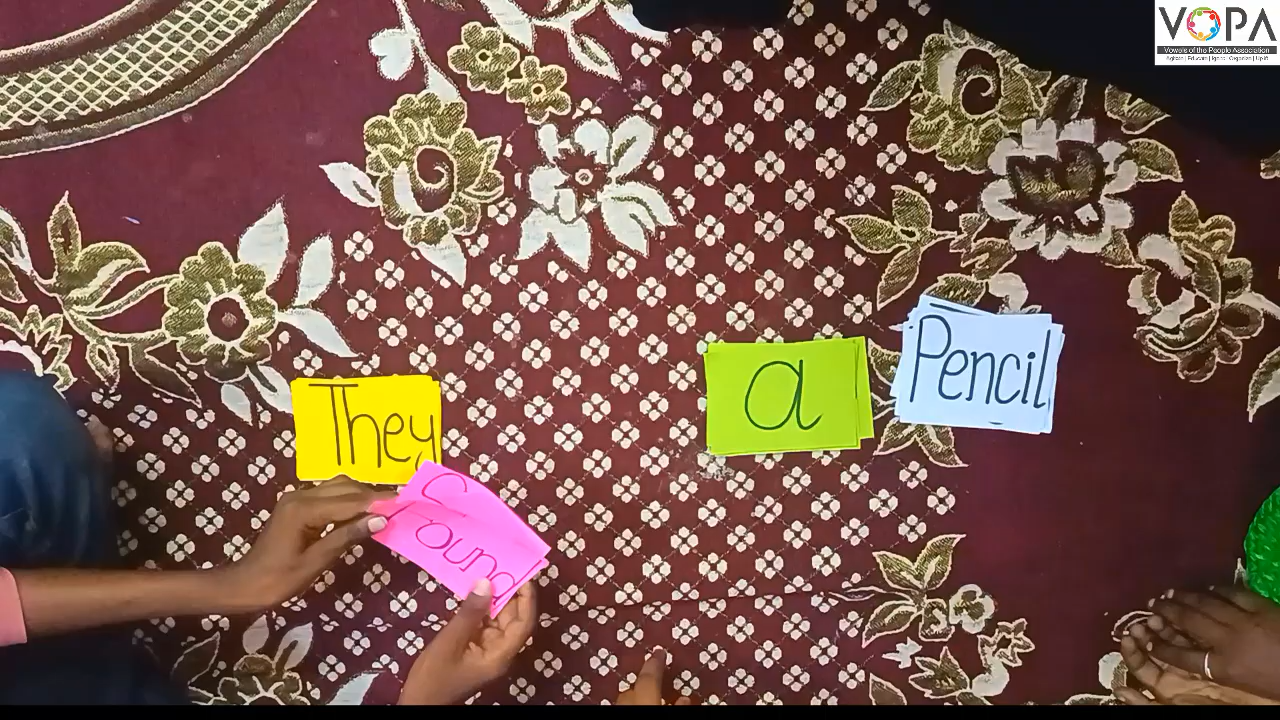 VOPA
Vowels of the People Association
They
found
a
Pencil